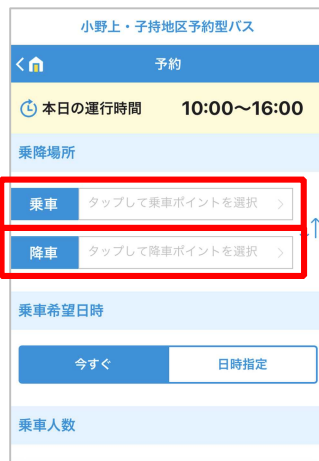 小野上・子持地区予約型バス
予約
本日の運行時間 10:00〜16:00
乗降場所
乗車 タップして乗車ポイントを選択
降車 タップして降車ポイントを選択
乗車希望日時
今すぐ 日時指定
乗車人数